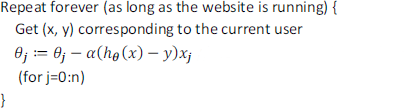 Repeat forever (as long as the website is running) {
Get (x, y) corresponding to the current user
θⱼ := θⱼ − α(h_θ(x) − y)xⱼ
(for j=0:n)
}